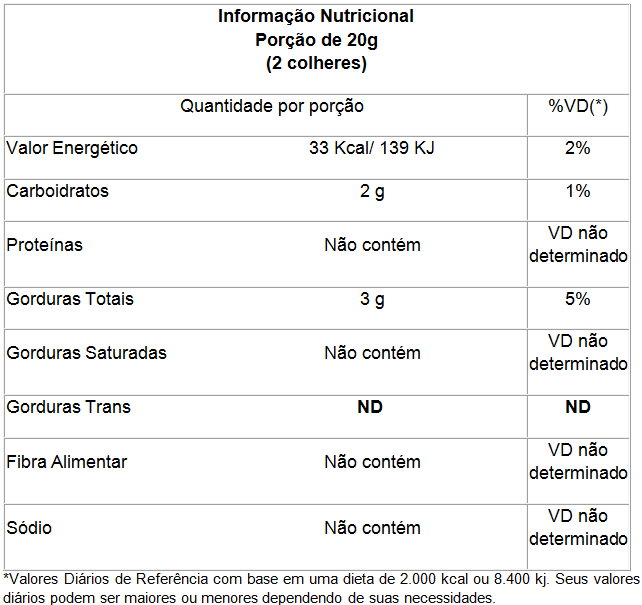 Informação Nutricional
Porção de 20g
(2 colheres)
Quantidade por porção %VD(*)
Valor Energético 33 Kcal/ 139 KJ 2%
Carboidratos 2 g 1%
Proteínas Não contém VD não determinado
Gorduras Totais 3 g 5%
Gorduras Saturadas Não contém VD não determinado
Gorduras Trans ND ND
Fibra Alimentar Não contém VD não determinado
Sódio Não contém VD não determinado
*Valores Diários de Referência com base em uma dieta de 2.000 kcal ou 8.400 kj. Seus valores
diários podem ser maiores ou menores dependendo de suas necessidades.